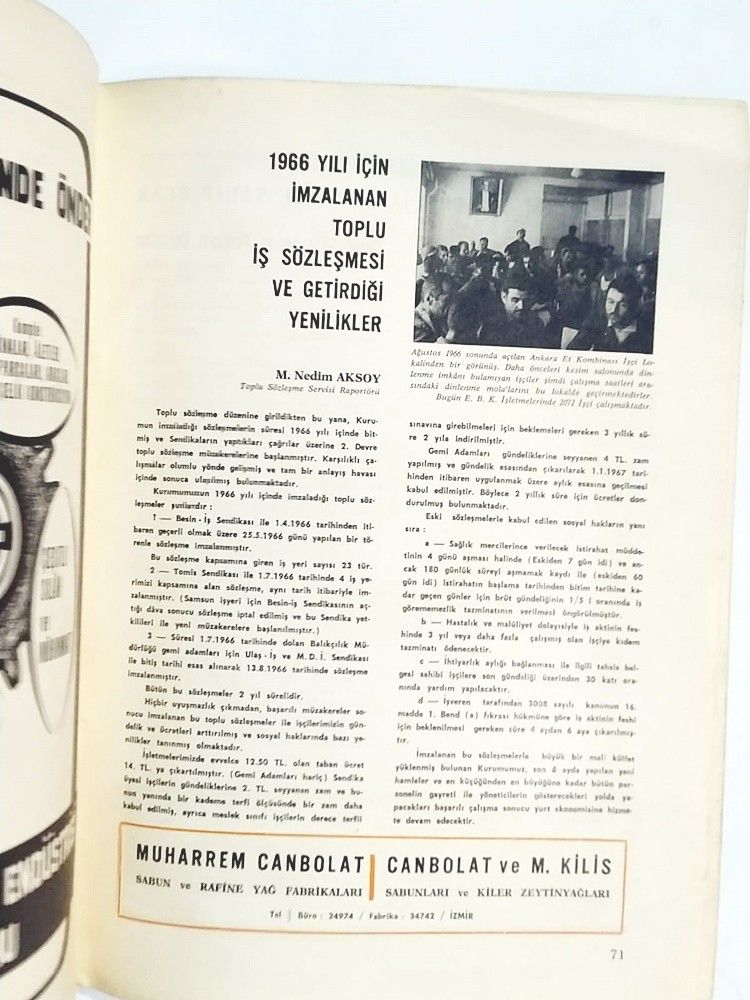 NDE ÖNDE
ENDÜST
U
1966 YILI İÇİN
İMZALANAN
TOPLU
İŞ SÖZLEŞMESİ
VE GETİRDİĞİ
YENİLİKLER
M. Nedim AKSOY
Toplu Sözleşme Servisi Raportörü
Ağustos 1966 sonunda açılan Ankara Et Kombinası İşçi Lo-
kalinden bir görünüş. Daha önceleri kesim salonunda din-
lenme imkânı bulamıyan işçiler şimdi çalışma saatleri ara-
sındaki dinlenme mola'larını bu lokalde geçirmektedirler.
Bugün E. B. K. İşletmelerinde 2072 İşçi çalışmaktadır.
Toplu sözleşme düzenine girildikten bu yana, Kuru-
mun imzaladığı sözleşmelerin süresi 1966 yılı içinde bit-
miş ve Sendikaların yaptıkları çağrılar üzerine 2. Devre
toplu sözleşme müzakerelerine başlanmıştır. Karşılıklı ça-
lışmalar olumlu yönde gelişmiş ve tam bir anlayış havası
içinde sonuca ulaşılmış bulunmaktadır.
Kurumumuzun 1966 yılı içinde imzaladığı toplu söz-
leşmeler şunlardır :
1 — Besin-İş Sendikası ile 1.4.1966 tarihinden iti-
baren geçerli olmak üzere 25.5.1966 günü yapılan bir tö-
renle sözleşme imzalanmıştır.
Bu sözleşme kapsamına giren iş yeri sayısı 23 tür.
2 — Tomis Sendikası ile 1.7.1966 tarihinde 4 iş ye-
rimizi kapsamına alan sözleşme, aynı tarih itibariyle im-
zalanmıştır. (Samsun işyeri için Besin-iş Sendikasının aç-
tığı dâva sonucu sözleşme iptal edilmiş ve bu Sendika yet-
kilileri ile yeni müzakerelere başlanılmıştır.)
3 — Süresi 1.7.1966 tarihinde dolan Balıkçılık Mü-
dürlüğü gemi adamları için Ulaş-İş ve M.D.İ. Sendikası
ile bitiş tarihi esas alınarak 13.8.1966 tarihinde sözleşme
imzalanmıştır.
Bütün bu sözleşmeler 2 yıl sürelidir.
Hiçbir uyuşmazlık çıkmadan, başarılı müzakereler so-
nucu imzalanan bu toplu sözleşmeler ile işçilerimizin gün-
delik ve ücretleri arttırılmış ve sosyal haklarında bazı ye-
nilikler tanınmış olmaktadır.
İşletmelerimizde evvelce 12.50 TL. olan taban ücret
14. TL. ya çıkartılmıştır. (Gemi Adamları hariç) Sendika
üyesi işçilerin gündeliklerine 2. TL. seyyanen zam ve bu-
nun yanında bir kademe terfi ölçüsünde bir zam daha
kabul edilmiş, ayrıca meslek sınıfı işçilerin derece terfii
sınavına girebilmeleri için beklemeleri gereken 3 yıllık sü-
re 2 yıla indirilmiştir.
Gemi Adamları gündeliklerine seyyanen 4 TL. zam
yapılmış ve gündelik esasından çıkarılarak 1.1.1967 tari-
hinden itibaren uygulanmak üzere aylık esasına geçilmesi
kabul edilmiştir. Böylece 2 yıllık süre için ücretler don-
durulmuş bulunmaktadır.
Eski sözleşmelerle kabul edilen sosyal hakların yanı
sıra :
a — Sağlık mercilerince verilecek istirahat müdde-
tinin 4 günü aşması halinde (Eskiden 7 gün idi) ve an-
cak 180 günlük süreyi aşmamak kaydı ile (eskiden 60
gün idi) istirahatın başlama tarihinden bitim tarihine ka-
dar geçen günler için brüt gündeliğinin 1/5 i oranında iş
görememezlik tazminatının verilmesi öngörülmüştür.
b — Hastalık ve malûliyet dolayısiyle iş aktinin fes-
hinde 3 yıl veya daha fazla çalışmış olan işçiye kıdem
tazminatı ödenecektir.
c — İhtiyarlık aylığı bağlanması ile ilgili tahsis bel-
gesi sahibi işçilere son gündeliği üzerinden 30 katı ora-
nında yardım yapılacaktır.
d — İşveren tarafından 3008 sayılı kanunun 16.
madde 1. Bend (a) fıkrası hükmüne göre iş aktinin feshi
için beklenilmesi gereken süre 4 aydan 6 aya çıkarılmış-
tır.
İmzalanan bu sözleşmelerle büyük bir mali külfet
yüklenmiş bulunan Kurumumuz, son 6 ayda yapılan yeni
hamleler ve en küçüğünden en büyüğüne kadar bütün per-
sonelin gayreti ile yöneticilerin gösterecekleri yolda ya-
pacakları başarılı çalışma sonucu yurt ekonomisine hizme-
te devam edecektir.
MUHARREM CANBOLAT
SABUN ve RAFİNE YAĞ FABRİKALARI
CANBOLAT ve M. KİLİS
SABUNLARI ve KİLER ZEYTİNYAĞLARI
Tel | Büro : 24974 / Fabrika : 34742 / İZMİR
71